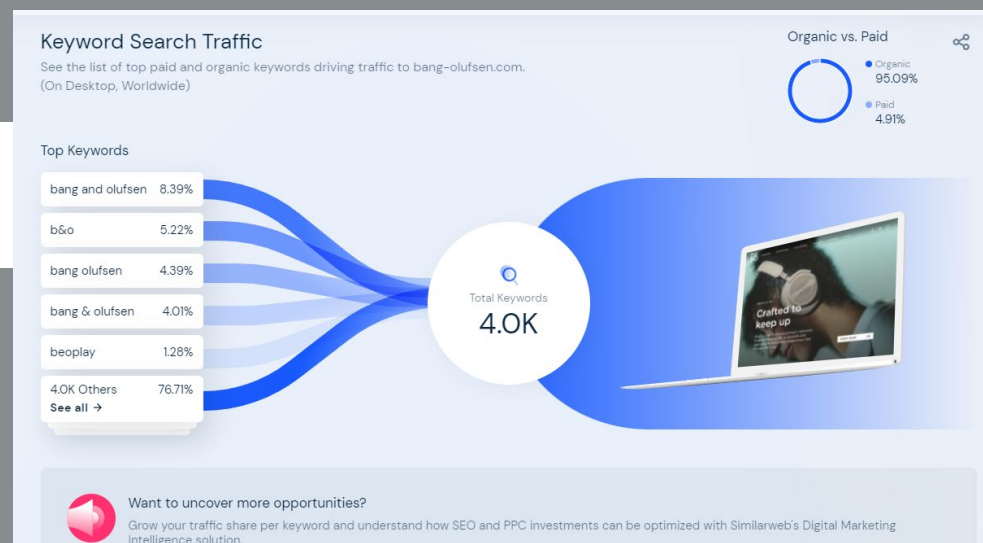 Keyword Search Traffic
See the list of top paid and organic keywords driving traffic to bang-olufsen.com.
(On Desktop, Worldwide)
Organic vs. Paid
Organic
95.09%
Paid
4.91%
Top Keywords
bang and olufsen 8.39%
b&o 5.22%
bang olufsen 4.39%
bang & olufsen 4.01%
beoplay 1.28%
4.0K Others 76.71%
See all →
Total Keywords
4.0K
Crafted to
keep up
Want to uncover more opportunities?
Grow your traffic share per keyword and understand how SEO and PPC investments can be optimized with Similarweb's Digital Marketing
Intelligence solution.